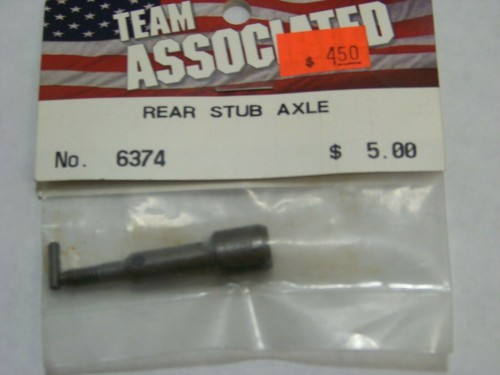 TEAM
ASSOCIATED
$ 450
REAR STUB AXLE
No. 6374 $ 5.00